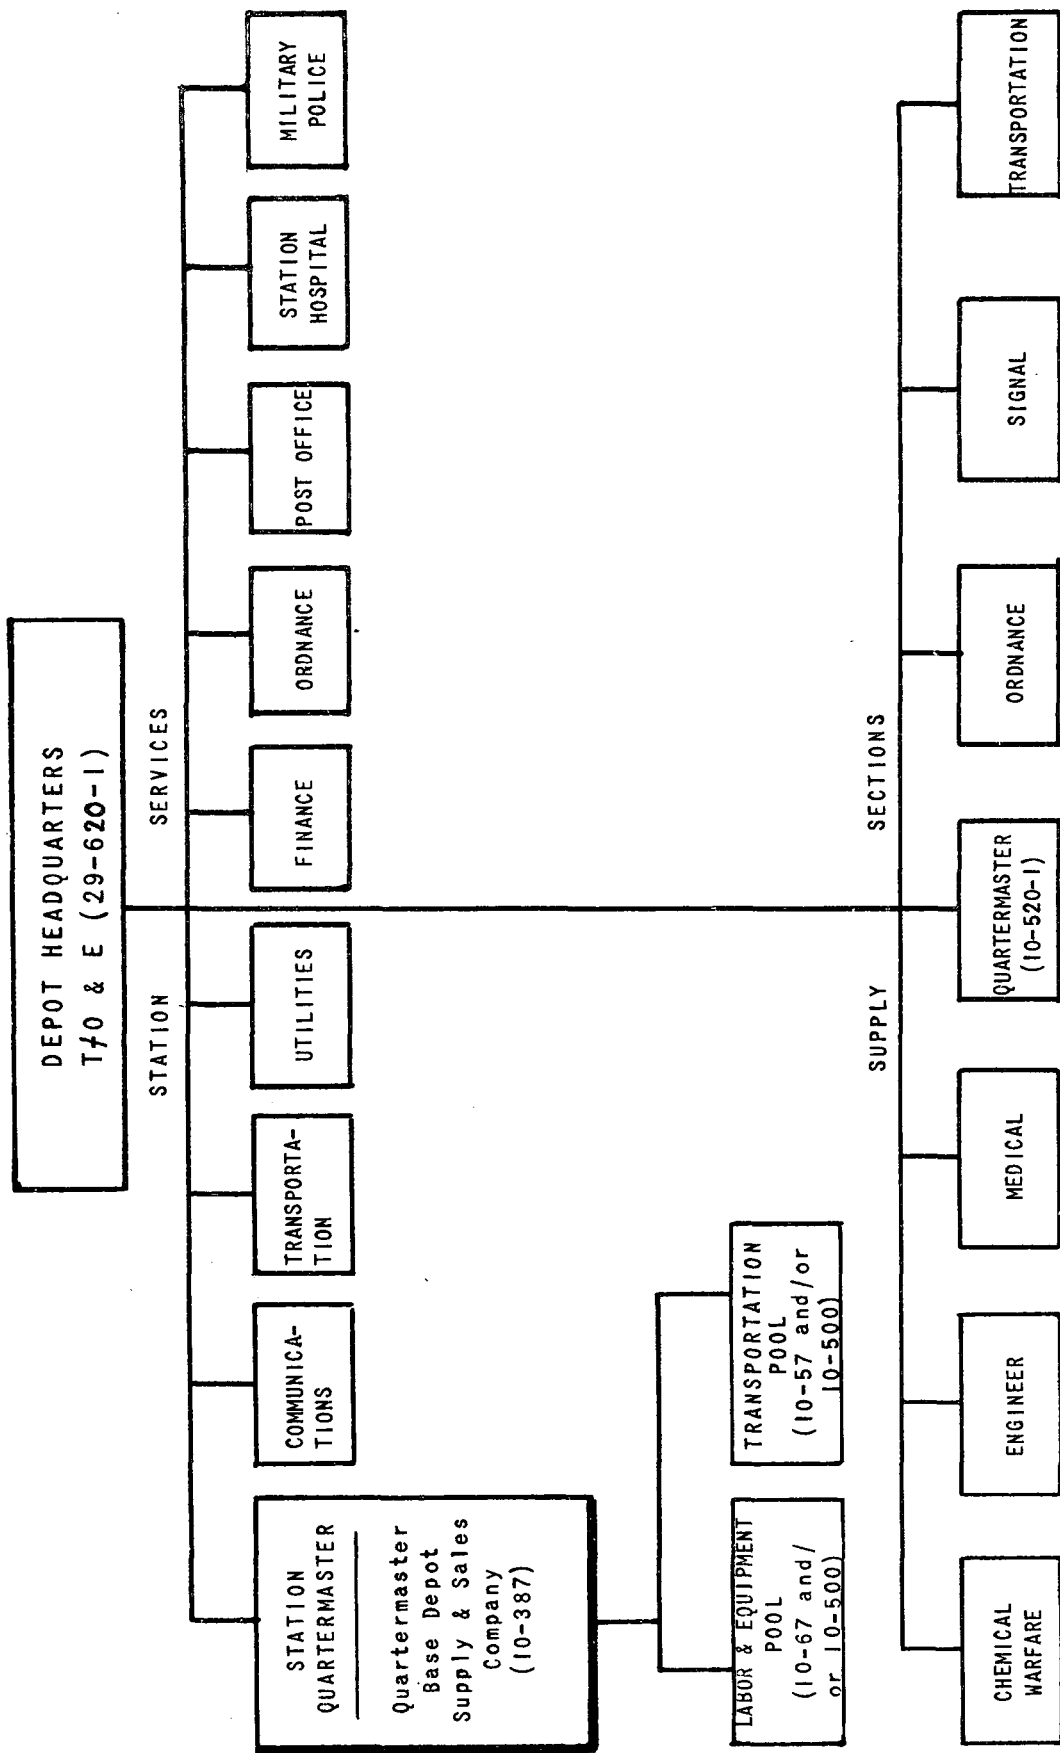 DEPOT HEADQUARTERS
T/O & E (29-620-1)
STATION SERVICES
STATION
QUARTERMASTER
Quartermaster
Base Depot
Supply & Sales
Company
(10-387)
COMMUNICA-
TIONS
TRANSPORTA-
TION
UTILITIES
FINANCE
ORDNANCE
POST OFFICE
STATION
HOSPITAL
MILITARY
POLICE
LABOR & EQUIPMENT
POOL
(10-67 and/
or 10-500)
TRANSPORTATION
POOL
(10-57 and/or
10-500)
SUPPLY SECTIONS
CHEMICAL
WARFARE
ENGINEER
MEDICAL
QUARTERMASTER
(10-520-1)
ORDNANCE
SIGNAL
TRANSPORTATION